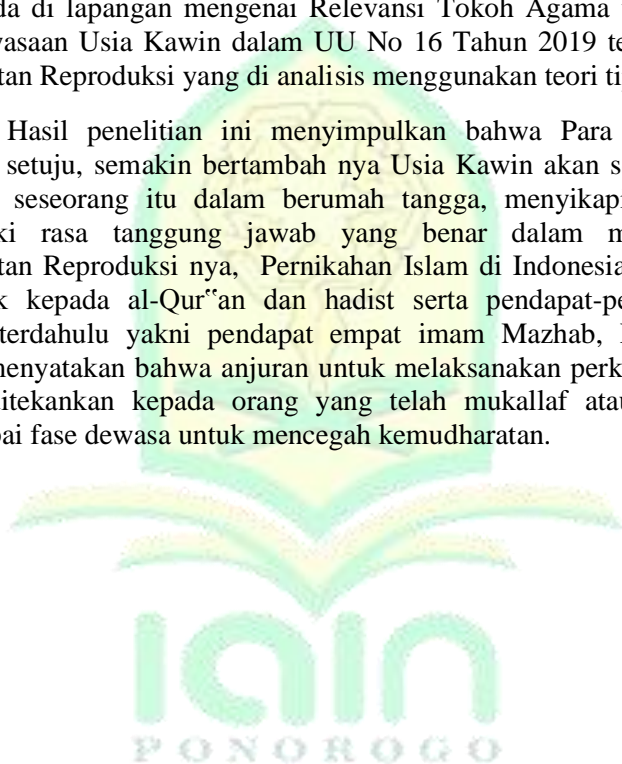 da di lapangan mengenai Relevansi Tokoh Agama
yasaan Usia Kawin dalam UU No 16 Tahun 2019 te
tan Reproduksi yang di analisis menggunakan teori ti
Hasil penelitian ini menyimpulkan bahwa Para
setuju, semakin bertambah nya Usia Kawin akan s
seseorang itu dalam berumah tangga, menyikapi
ki rasa tanggung jawab yang benar dalam m
tan Reproduksi nya, Pernikahan Islam di Indonesia
k kepada al-Qur‟an dan hadist serta pendapat-pe
terdahulu yakni pendapat empat imam Mazhab,
menyatakan bahwa anjuran untuk melaksanakan perk
ditekankan kepada orang yang telah mukallaf atau
pai fase dewasa untuk mencegah kemudharatan.
iain
PONOROGO